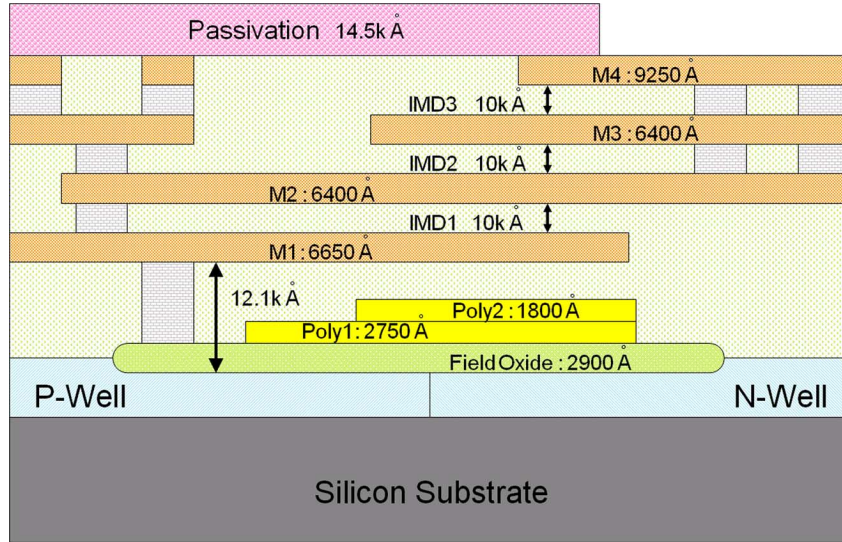 Passivation 14.5k Å
M4 : 9250 Å
IMD3 10k Å
M3 : 6400 Å
IMD2 10k Å
M2 : 6400 Å
IMD1 10k Å
M1 : 6650 Å
12.1k Å
Poly2 : 1800 Å
Poly1 : 2750 Å
Field Oxide : 2900 Å
P-Well
N-Well
Silicon Substrate